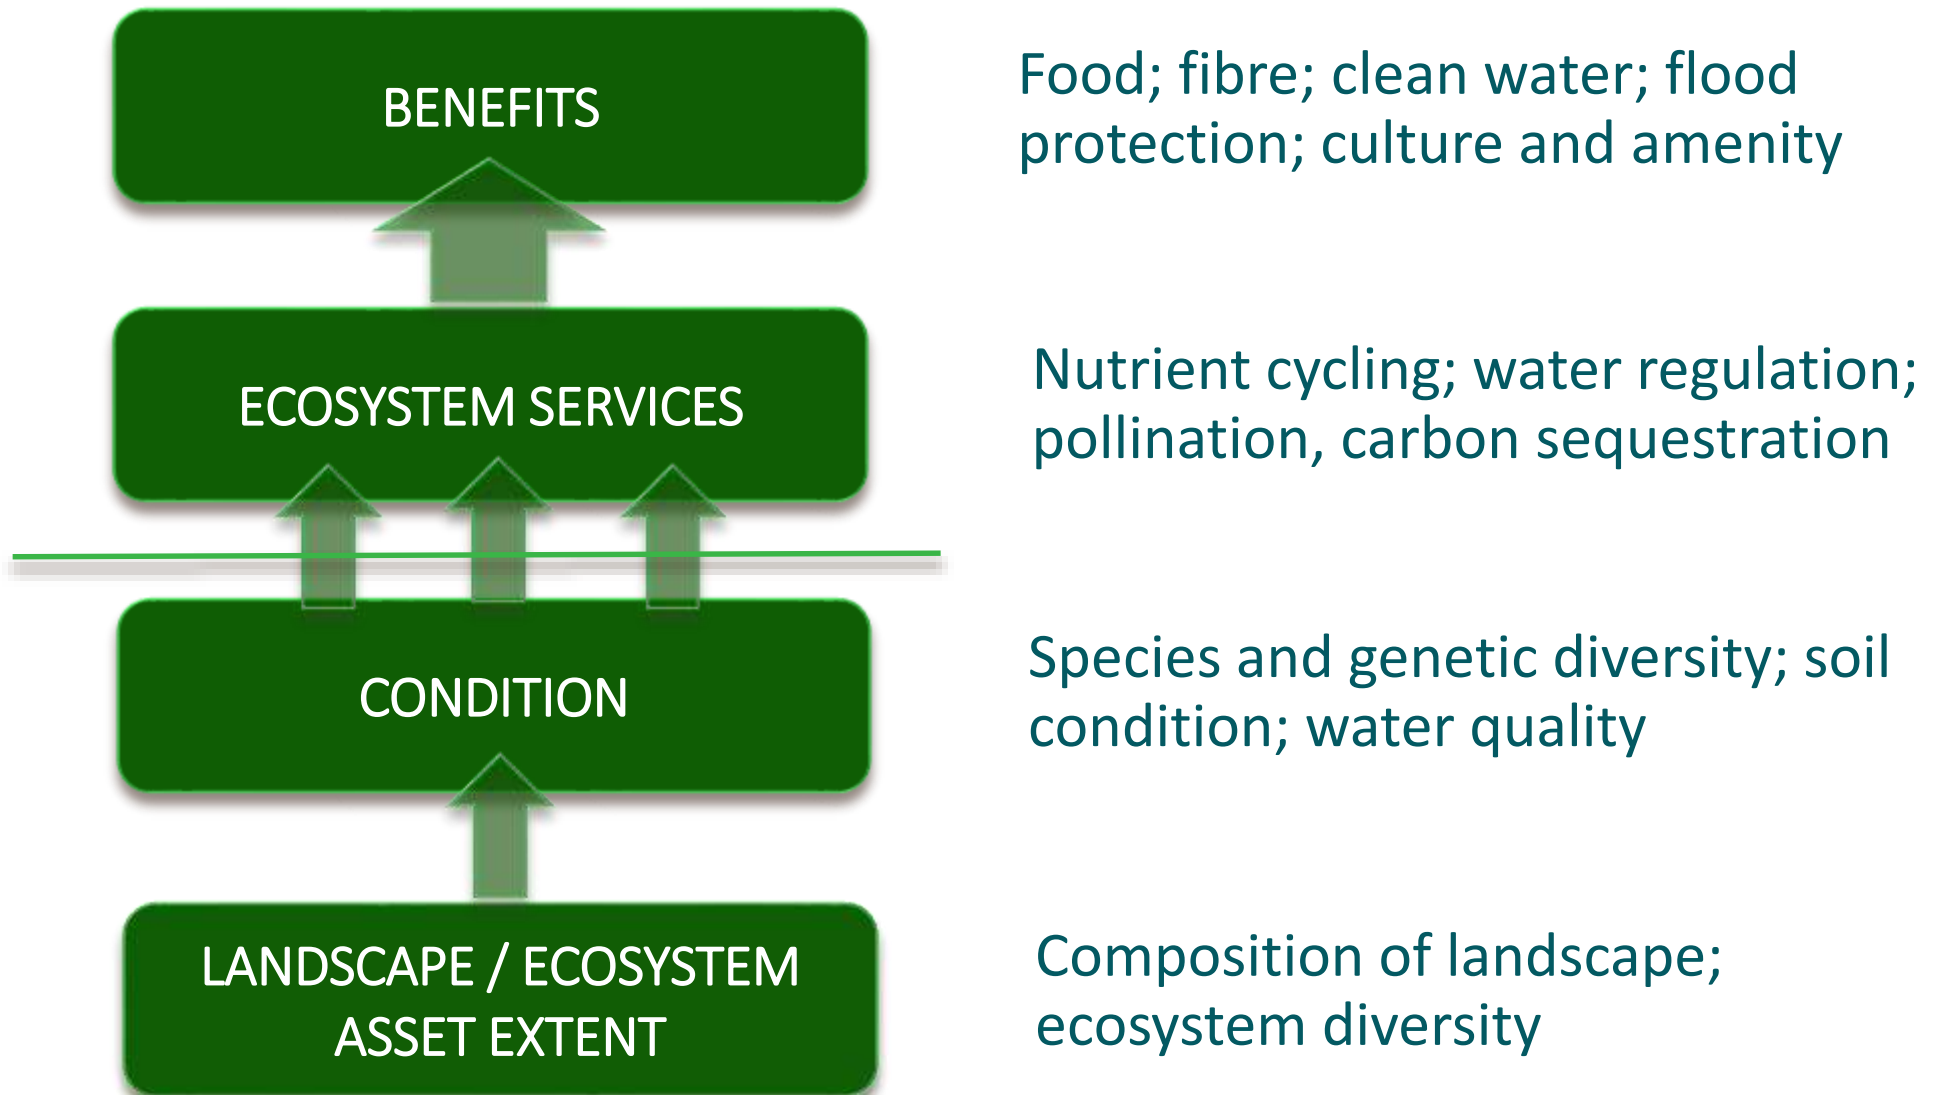 BENEFITS
Food; fibre; clean water; flood
protection; culture and amenity
ECOSYSTEM SERVICES
Nutrient cycling; water regulation;
pollination, carbon sequestration
CONDITION
Species and genetic diversity; soil
condition; water quality
LANDSCAPE / ECOSYSTEM
ASSET EXTENT
Composition of landscape;
ecosystem diversity